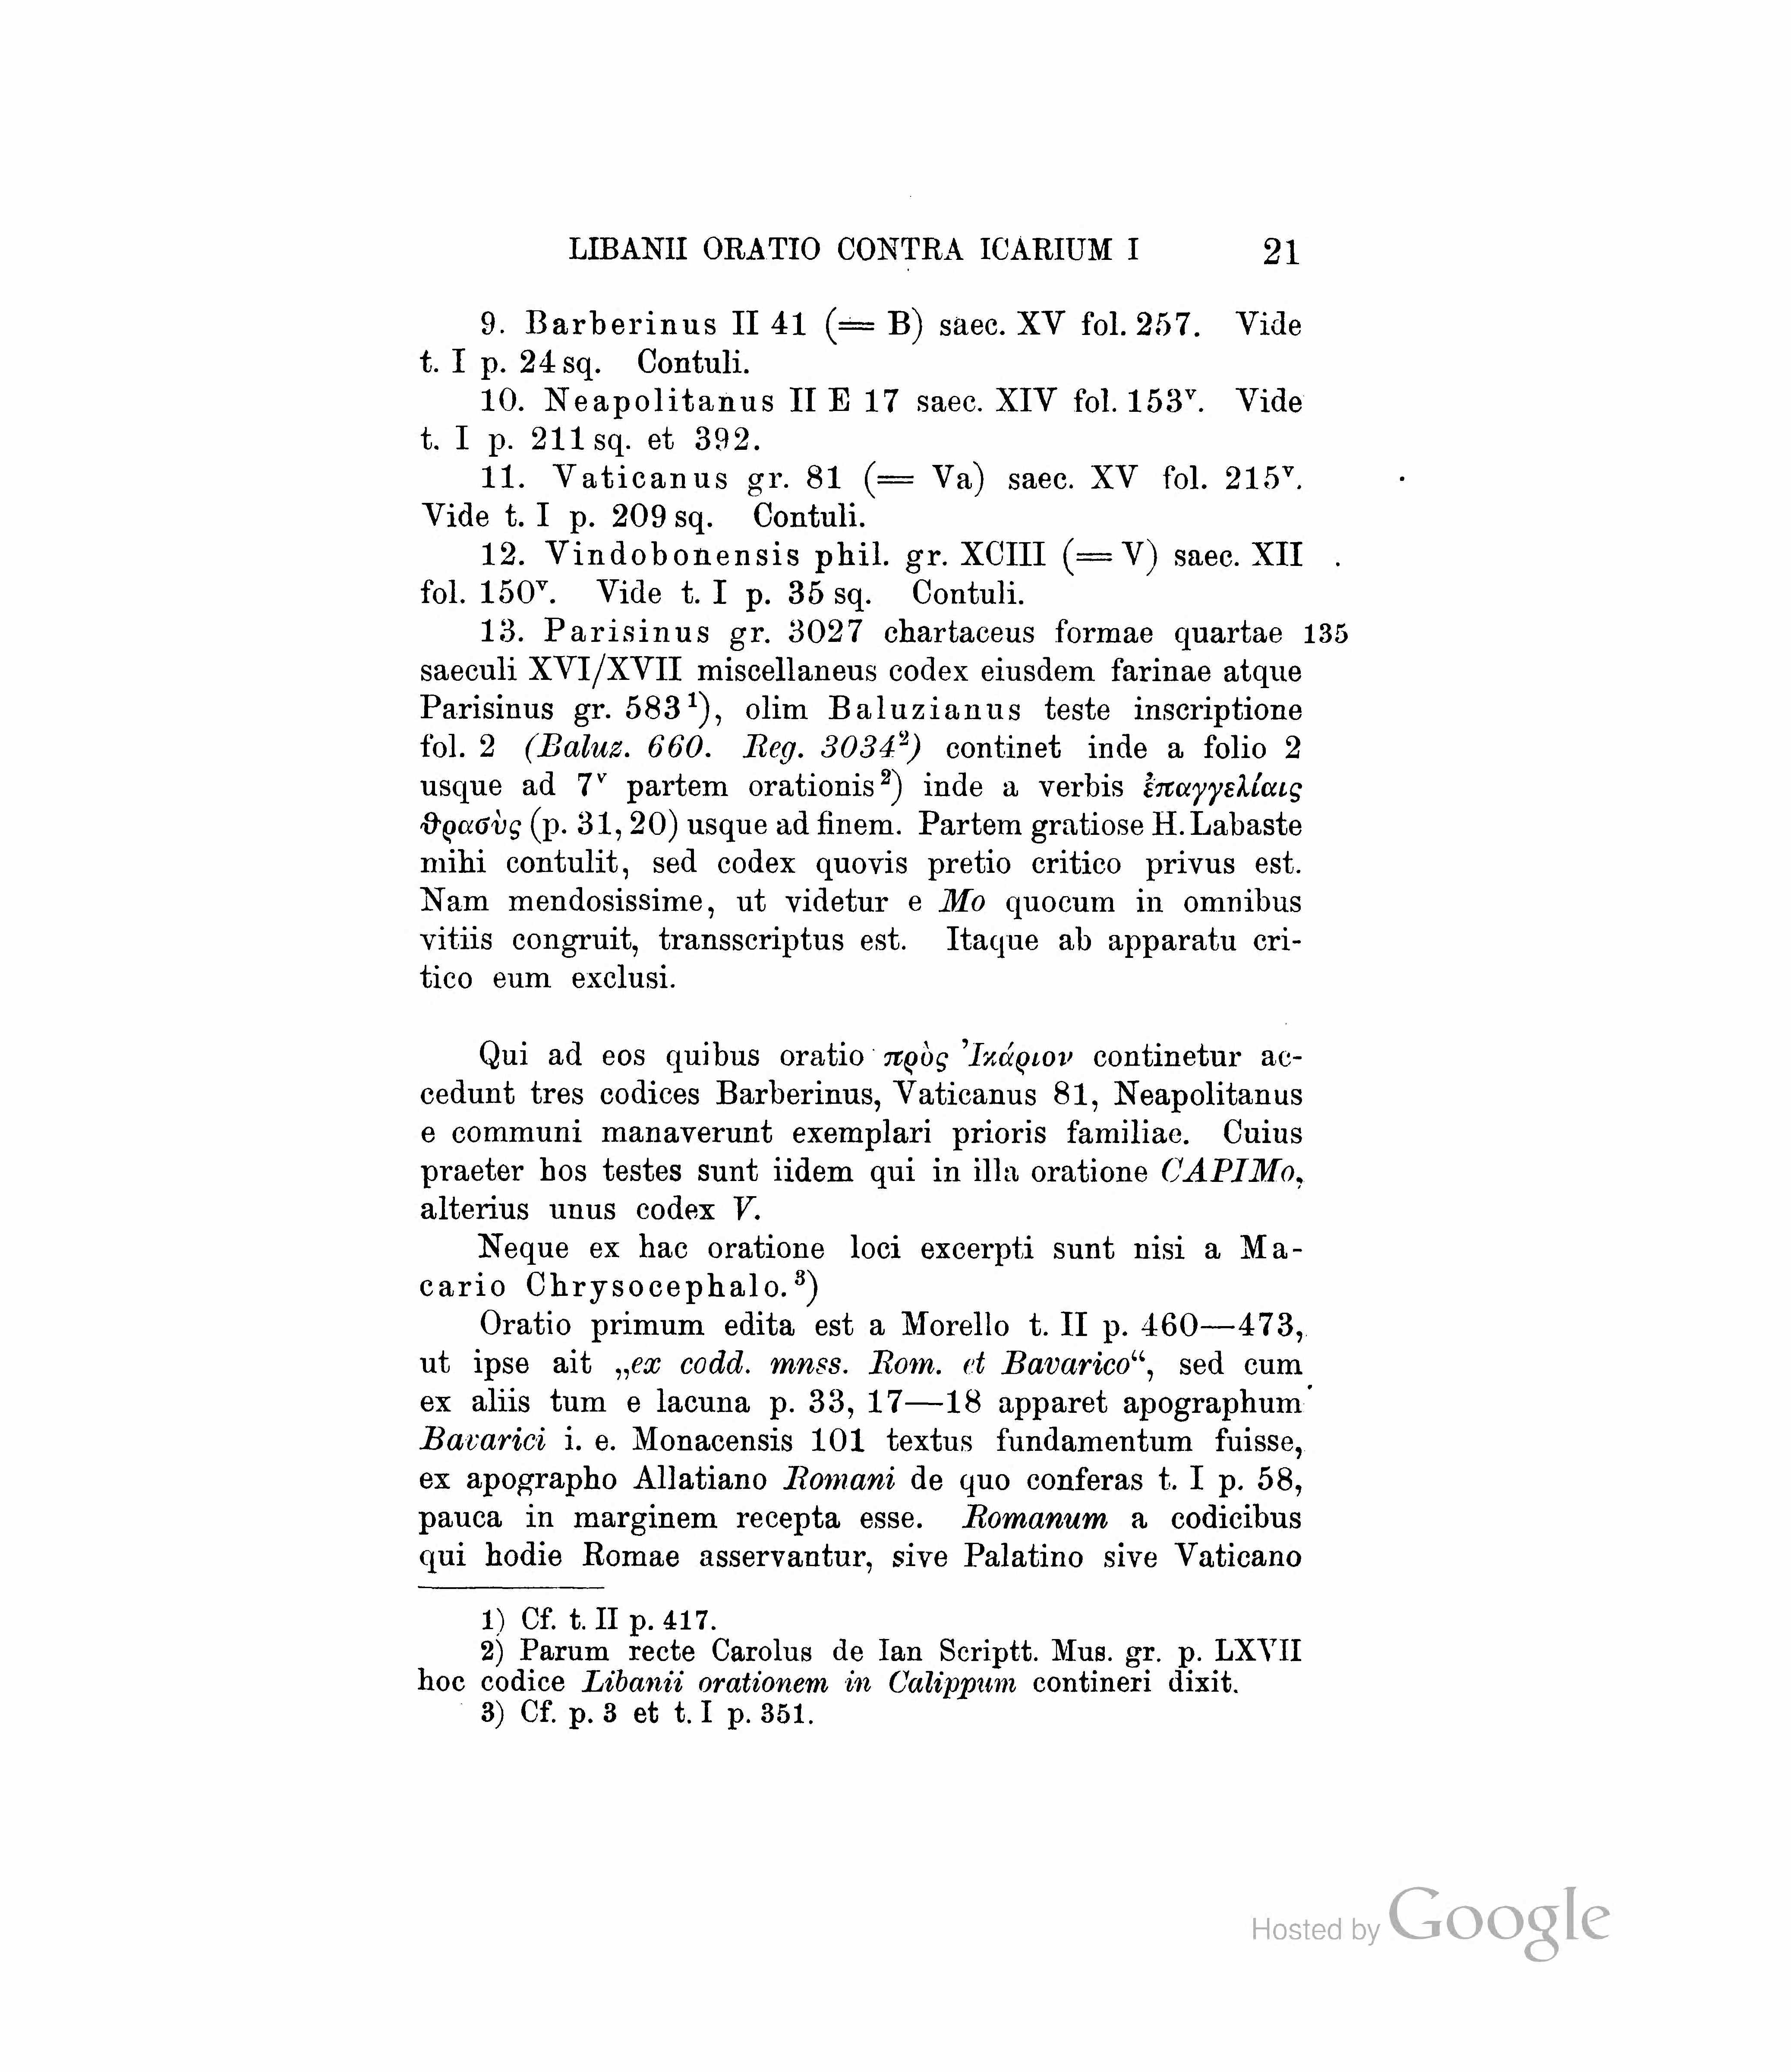 LIBANII ORATIO CONTRA ICARIUM I 21
9. Barberinus II 41 (= B) saec. XV fol. 257. Vide
t. I p. 24 sq. Contuli.
10. Neapolitanus II E 17 saec. XIV fol. 153ᵛ. Vide
t. I p. 211 sq. et 392.
11. Vaticanus gr. 81 (= Va) saec. XV fol. 215ᵛ.
Vide t. I p. 209 sq. Contuli.
12. Vindobonensis phil. gr. XCIII (= V) saec. XII
fol. 150ᵛ. Vide t. I p. 35 sq. Contuli.
13. Parisinus gr. 3027 chartaceus formae quartae 135
saeculi XVI/XVII miscellaneus codex eiusdem farinae atque
Parisinus gr. 583¹), olim Baluzianus teste inscriptione
fol. 2 (Baluz. 660. Reg. 3034²) continet inde a folio 2
usque ad 7ᵛ partem orationis²) inde a verbis ἐπαγγελίαις
ϑρασὺς (p. 31, 20) usque ad finem. Partem gratiose H. Labaste
mihi contulit, sed codex quovis pretio critico privus est.
Nam mendosissime, ut videtur e Mo quocum in omnibus
vitiis congruit, transscriptus est. Itaque ab apparatu cri-
tico eum exclusi.
Qui ad eos quibus oratio πρὸς Ἰκάριον continetur ac-
cedunt tres codices Barberinus, Vaticanus 81, Neapolitanus
e communi manaverunt exemplari prioris familiae. Cuius
praeter hos testes sunt iidem qui in illa oratione CAPIMo,
alterius unus codex V.
Neque ex hac oratione loci excerpti sunt nisi a Ma-
cario Chrysocephalo.³)
Oratio primum edita est a Morello t. II p. 460—473,
ut ipse ait „ex codd. mnss. Rom. et Bavarico“, sed cum
ex aliis tum e lacuna p. 33, 17—18 apparet apographum
Bavarici i. e. Monacensis 101 textus fundamentum fuisse,
ex apographo Allatiano Romani de quo conferas t. I p. 58,
pauca in marginem recepta esse. Romanum a codicibus
qui hodie Romae asservantur, sive Palatino sive Vaticano
1) Cf. t. II p. 417.
2) Parum recte Carolus de Ian Scriptt. Mus. gr. p. LXVII
hoc codice Libanii orationem in Calippum contineri dixit.
3) Cf. p. 3 et t. I p. 351.
Hosted by Google